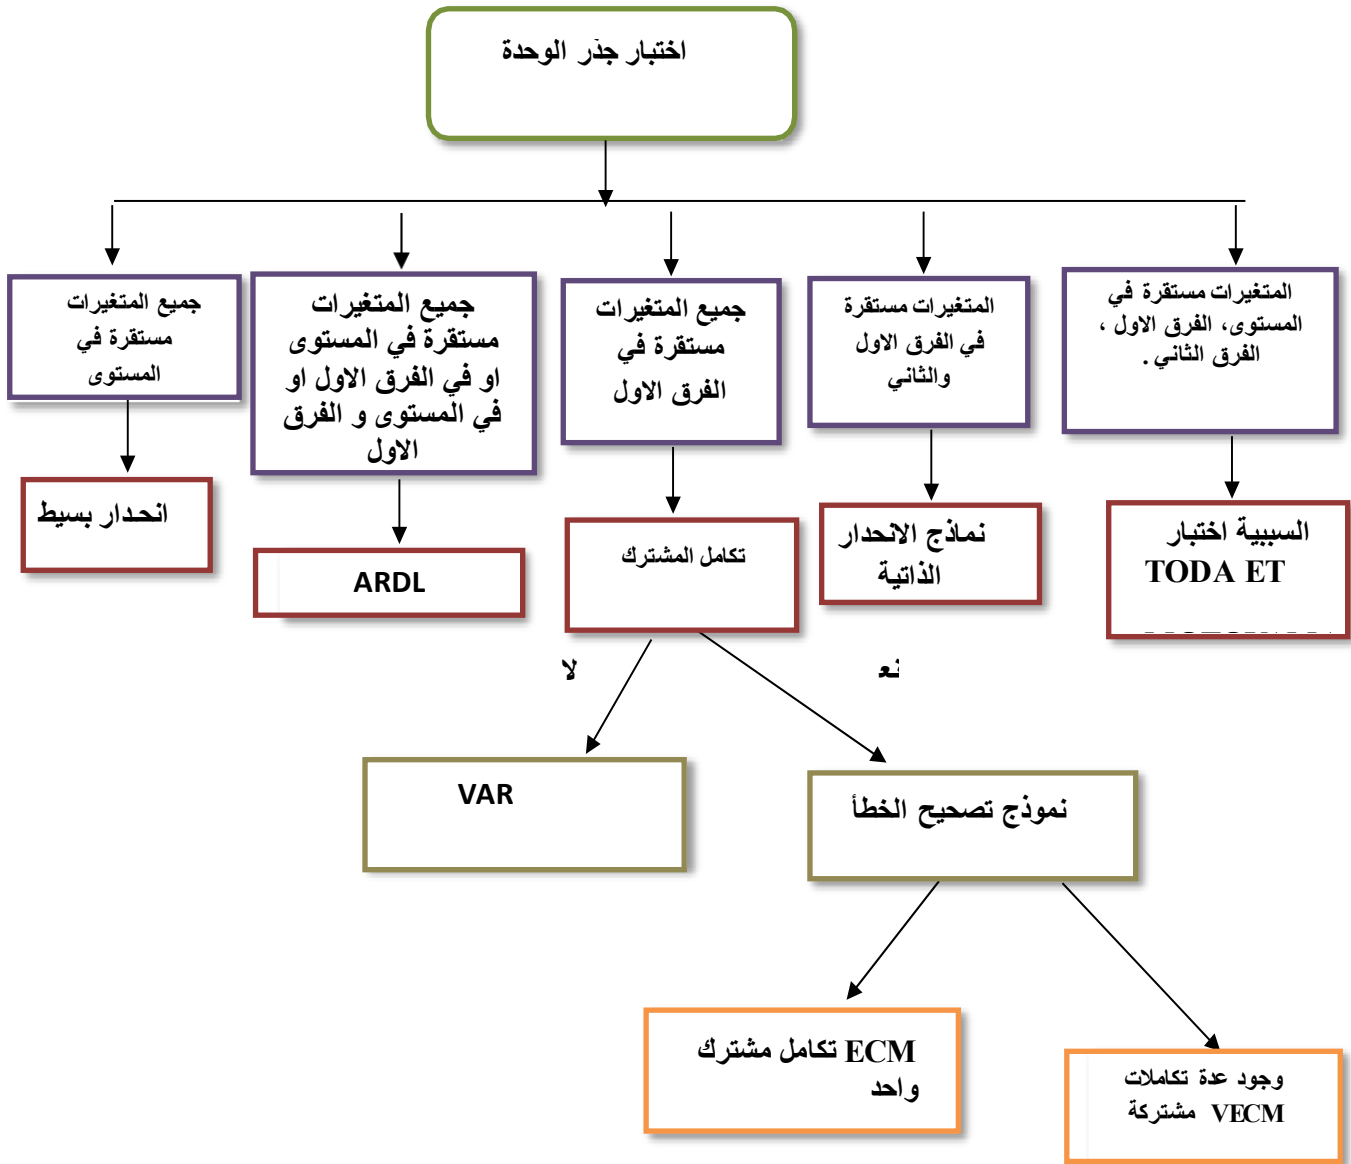 اختبار جذر الوحدة
المتغيرات مستقرة في
المستوى، الفرق الاول ،
الفرق الثاني .
المتغيرات مستقرة
في الفرق الاول
والثاني
جميع المتغيرات
مستقرة في
الفرق الاول
جميع المتغيرات
مستقرة في المستوى
او في الفرق الاول او
في المستوى و الفرق
الاول
جميع المتغيرات
مستقرة في
المستوى
السببية اختبار
TODA ET
نماذج الانحدار
الذاتية
تكامل المشترك
ARDL
انحدار بسيط
نع
لا
نموذج تصحيح الخطأ
VAR
ECM تكامل مشترك
واحد
وجود عدة تكاملات
مشتركة VECM